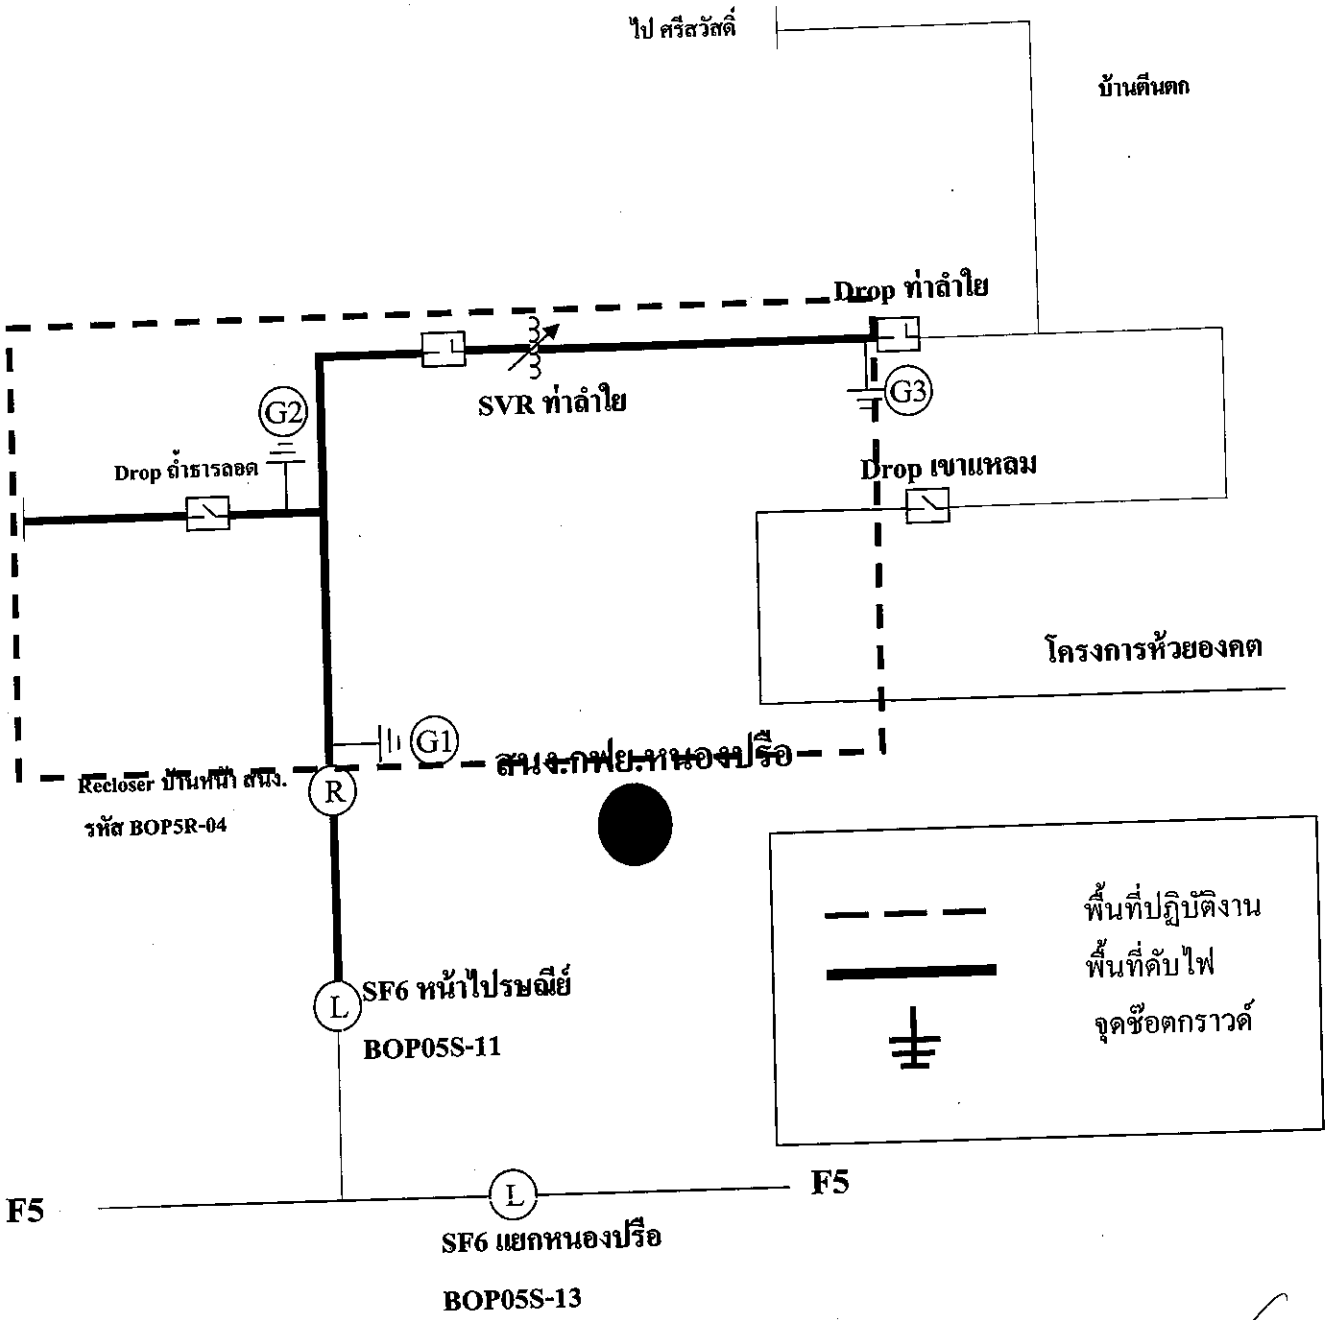 ไป ศรีสวัสดิ์
บ้านตีนตก
Drop ท่าลำใย
G2
G3
SVR ท่าลำใย
Drop ถ้ำธารลอด
Drop เขาแหลม
โครงการห้วยองคต
G1
สนง.กฟย.หนองปรือ
Recloser ป้านหน้า สนง.
R
รหัส BOP5R-04
พื้นที่ปฏิบัติงาน
พื้นที่ดับไฟ
จุดช๊อตกราวด์
SF6 หน้าไปรษณีย์
L
BOP05S-11
F5
L
F5
SF6 แยกหนองปรือ
BOP05S-13